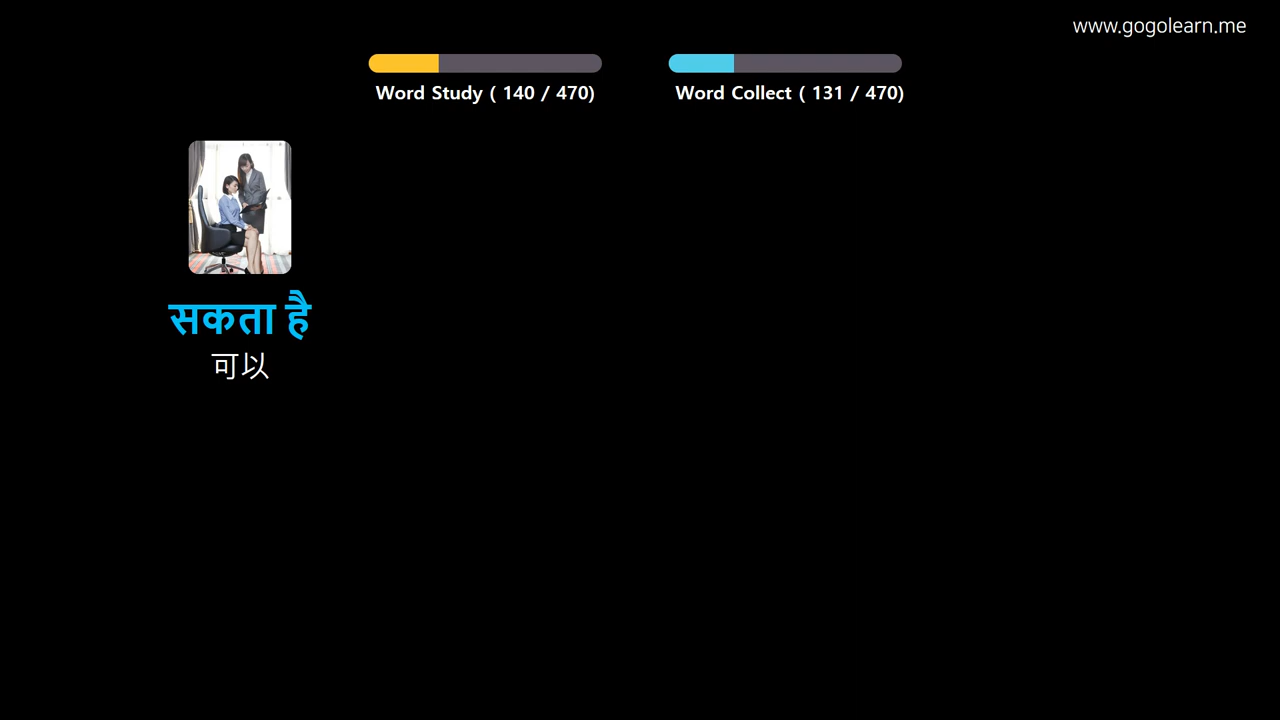 www.gogolearn.me
Word Study ( 140 / 470)
Word Collect ( 131 / 470)
सकता है
可以